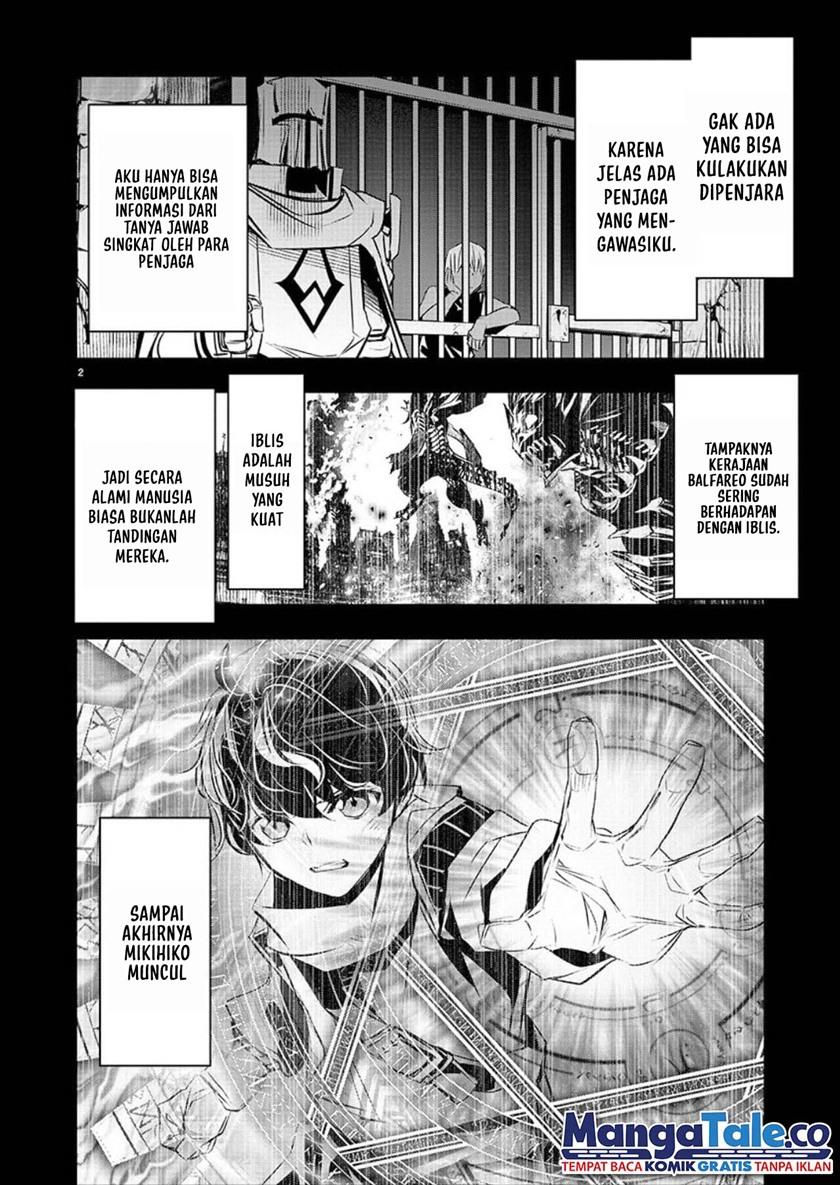 GAK ADA
YANG BISA
KULAKUKAN
DIPENJARA
KARENA
JELAS ADA
PENJAGA
YANG MEN-
GAWASIKU.
AKU HANYA BISA
MENGUMPULKAN
INFORMASI DARI
TANYA JAWAB
SINGKAT OLEH PARA
PENJAGA
2
TAMPAKNYA
KERAJAAN
BALFAREO SUDAH
SERING
BERHADAPAN
DENGAN IBLIS.
IBLIS
ADALAH
MUSUH
YANG
KUAT
JADI SECARA
ALAMI MANUSIA
BIASA BUKANLAH
TANDINGAN
MEREKA.
SAMPAI
AKHIRNYA
MIKIHIKO
MUNCUL
MangaTale.co
TEMPAT BACA KOMIK GRATIS TANPA IKLAN